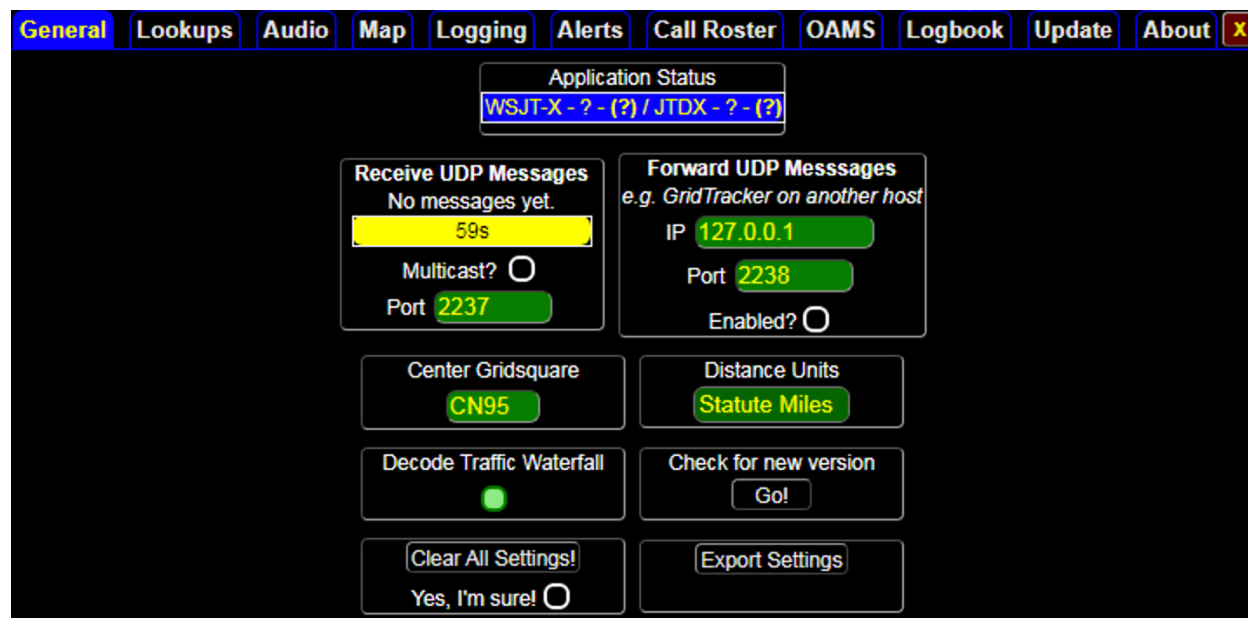 General Lookups Audio Map Logging Alerts Call Roster OAMS Logbook Update About X
Application Status
WSJT-X - ? - (?) / JTDX - ? - (?)
Receive UDP Messages
No messages yet.
59s
Multicast?
Port 2237
Forward UDP Messsages
e.g. GridTracker on another host
IP 127.0.0.1
Port 2238
Enabled?
Center Gridsquare
CN95
Distance Units
Statute Miles
Decode Traffic Waterfall
Check for new version
Go!
Clear All Settings!
Yes, I'm sure!
Export Settings